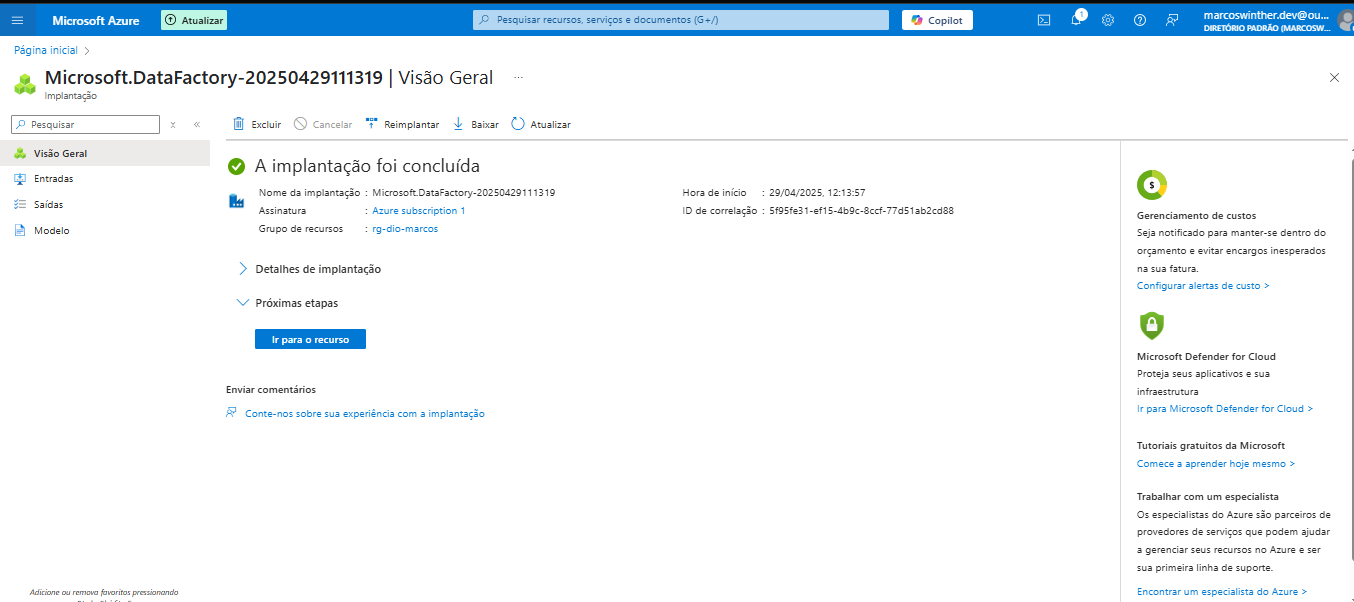 Microsoft Azure
Atualizar
Pesquisar recursos, serviços e documentos (G+/)
Copilot
1
marcoswinther.dev@ou...
DIRETÓRIO PADRÃO (MARCOSW...
Página inicial >
Microsoft.DataFactory-20250429111319 | Visão Geral ...
Implantação
Pesquisar
x
«
Excluir
Cancelar
Reimplantar
Baixar
Atualizar
Visão Geral
Entradas
Saídas
Modelo
A implantação foi concluída
Nome da implantação : Microsoft.DataFactory-20250429111319
Assinatura : Azure subscription 1
Grupo de recursos : rg-dio-marcos
Hora de início : 29/04/2025, 12:13:57
ID de correlação : 5f95fe31-ef15-4b9c-8ccf-77d51ab2cd88
Detalhes de implantação
Próximas etapas
Ir para o recurso
Enviar comentários
Conte-nos sobre sua experiência com a implantação
$
Gerenciamento de custos
Seja notificado para manter-se dentro do
orçamento e evitar encargos inesperados
na sua fatura.
Configurar alertas de custo >
Microsoft Defender for Cloud
Proteja seus aplicativos e sua
infraestrutura
Ir para Microsoft Defender for Cloud >
Tutoriais gratuitos da Microsoft
Comece a aprender hoje mesmo >
Trabalhar com um especialista
Os especialistas do Azure são parceiros de
provedores de serviços que podem ajudar
a gerenciar seus recursos no Azure e ser
sua primeira linha de suporte.
Encontrar um especialista do Azure >
Adicione ou remova favoritos pressionando